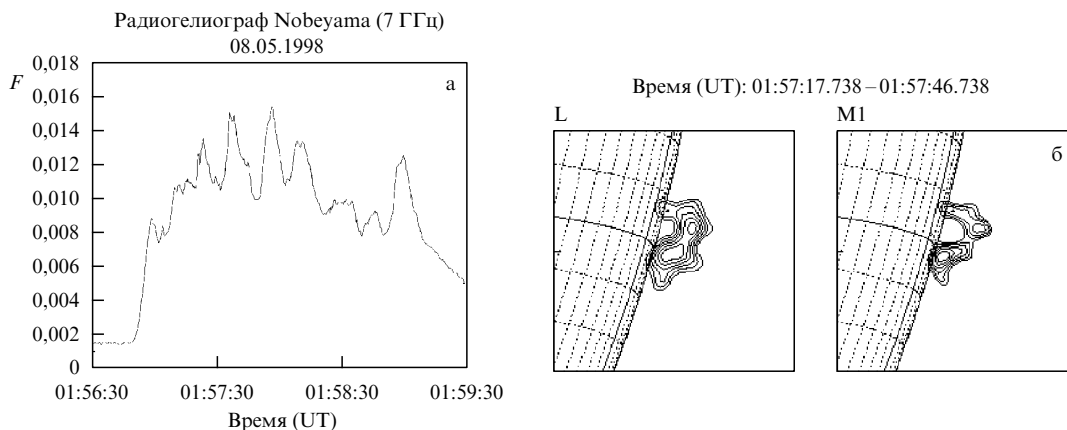 Радиогелиограф Nobeyama (7 ГГц)
08.05.1998
F
а
0,018
0,016
0,014
0,012
0,010
0,008
0,006
0,004
0,002
0
01:56:30
01:57:30
01:58:30
01:59:30
Время (UT)
Время (UT): 01:57:17.738 – 01:57:46.738
L
M1
б